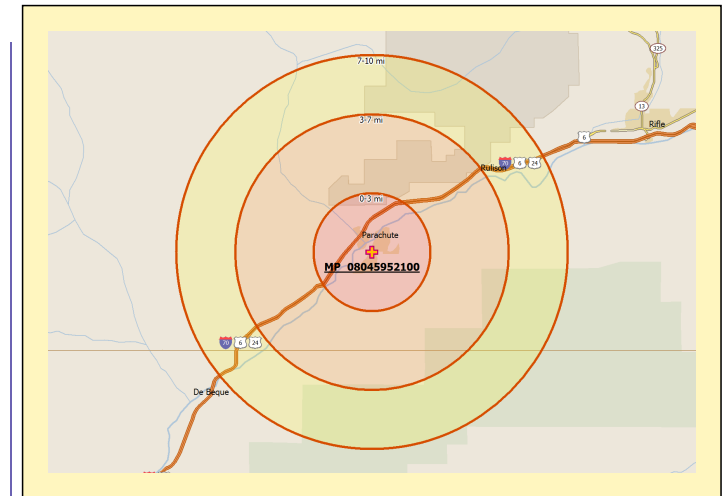 7-10 mi
325
3-7 mi
13
Rifle
6
70 6 24
Rulison
0-3 mi
Parachute
MP 08045952100
70 6 24
De Beque